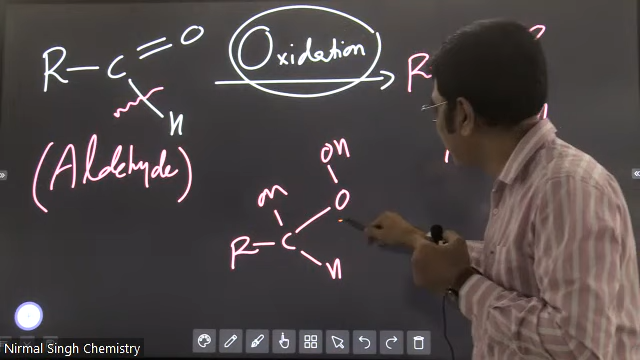 R-C=O
H
Oxidation
R
(Aldehyde)
OH
OH
O
R-C
H
Nirmal Singh Chemistry